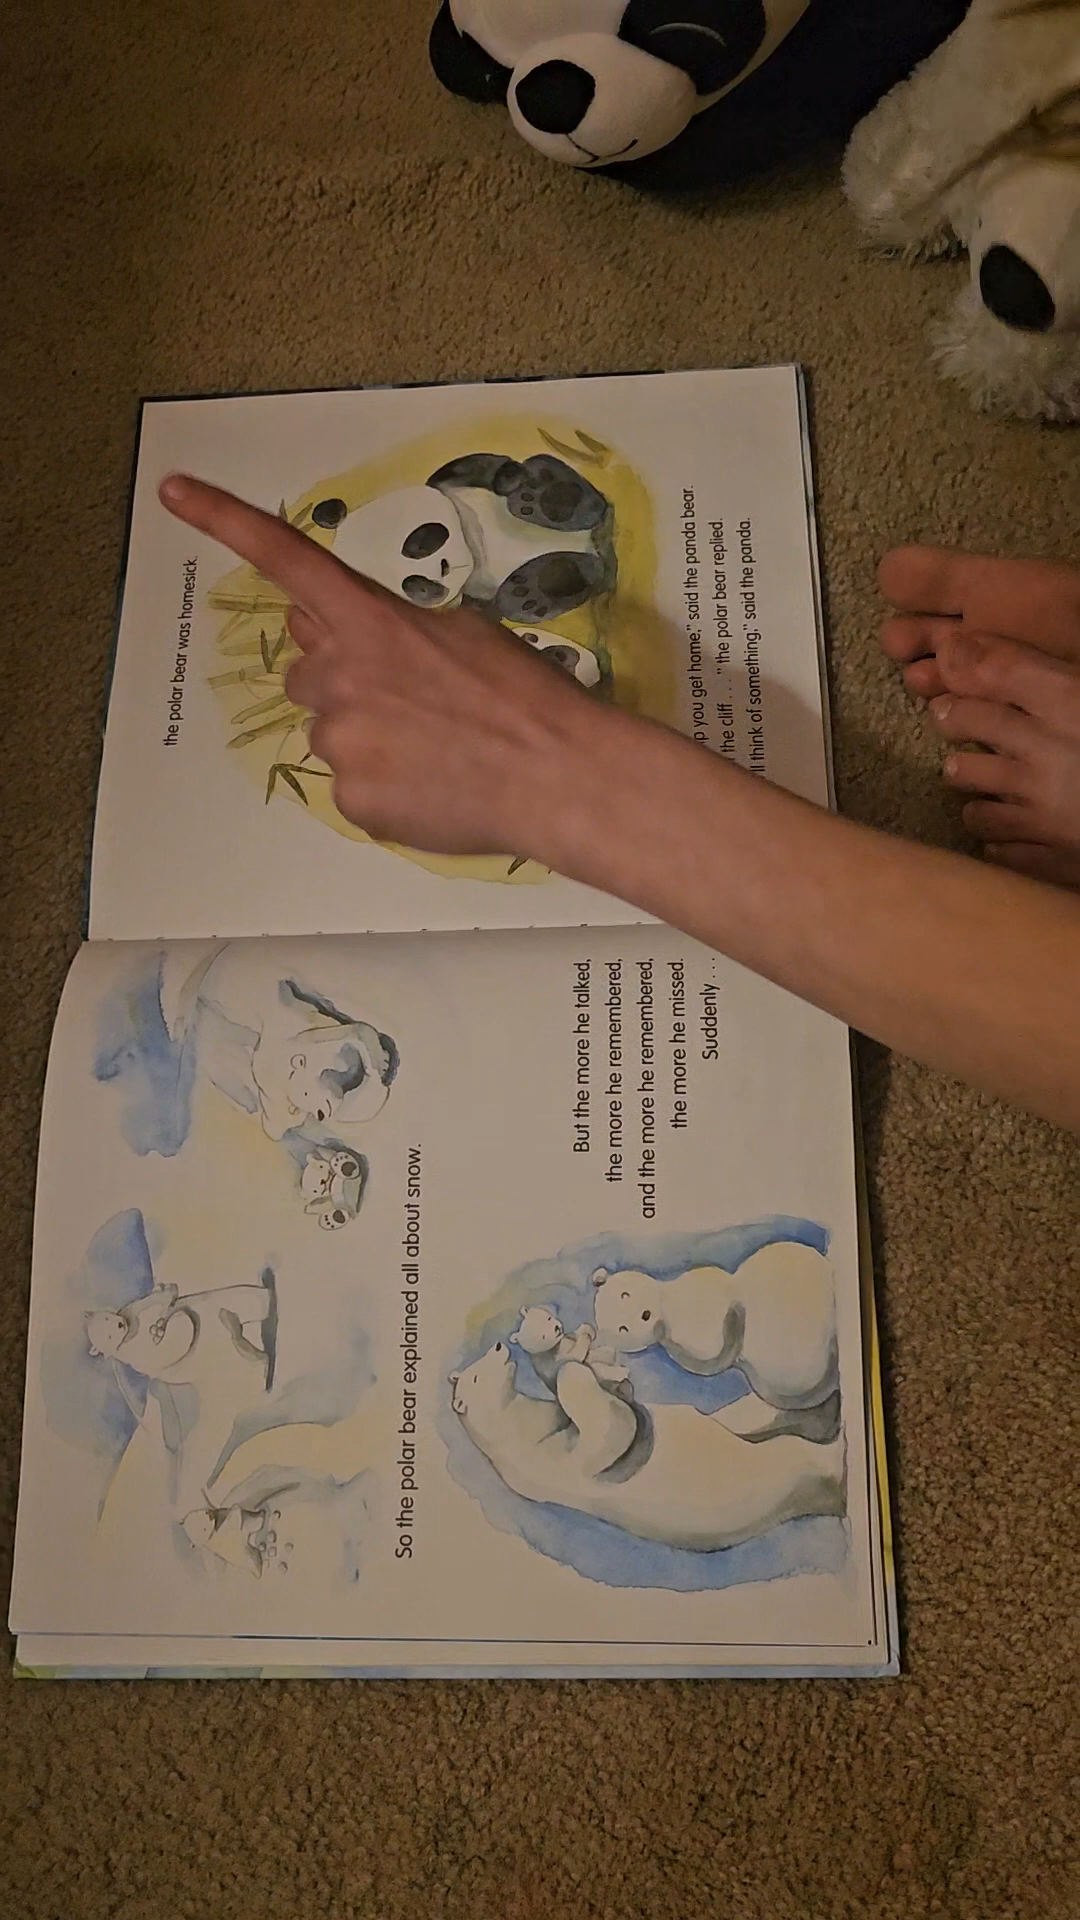 So the polar bear explained all about snow.
But the more he talked,
the more he remembered,
and the more he remembered,
the more he missed.
Suddenly . . .
the polar bear was homesick.
you get home," said the panda bear.
the cliff . . . " the polar bear replied.
think of something," said the panda.